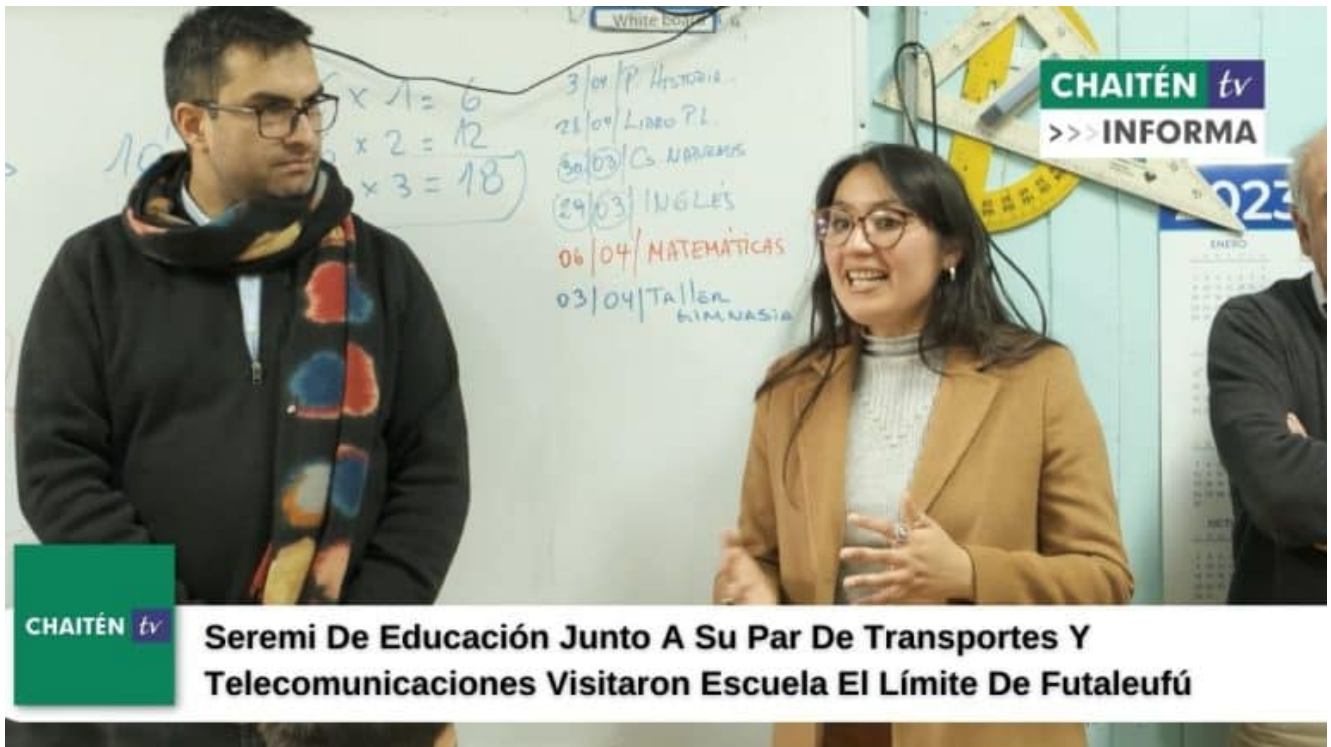 White board
CHAITÉN tv
>>>INFORMA
x 1 = 6
x 2 = 12
x 3 = 18
3/04/P. HISTORIA
28/04/LIBRO P.L.
30/03/Cs NATURALES
29/03/INGLÉS
06/04/MATEMÁTICAS
03/04/TAllER
GIMNASIA
2023
ENERO
CHAITÉN tv
Seremi De Educación Junto A Su Par De Transportes Y
Telecomunicaciones Visitaron Escuela El Límite De Futaleufú